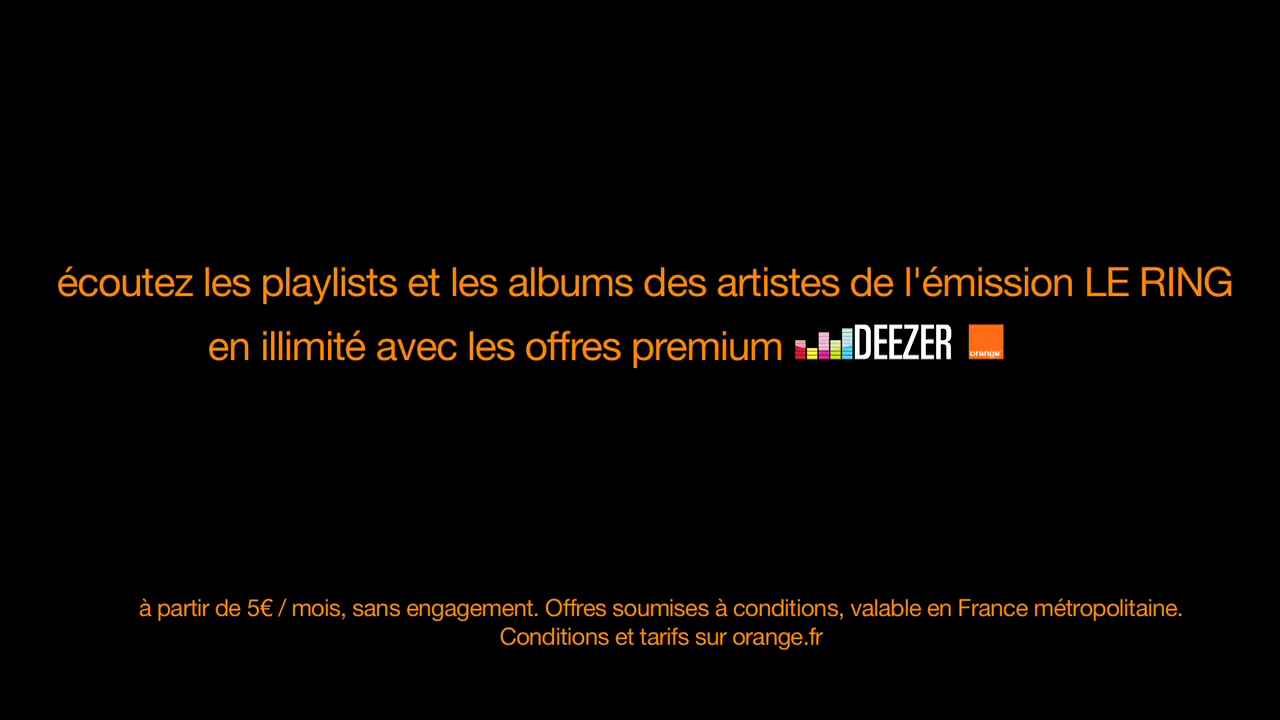 écoutez les playlists et les albums des artistes de l'émission LE RING
en illimité avec les offres premium DEEZER orange
à partir de 5€ / mois, sans engagement. Offres soumises à conditions, valable en France métropolitaine.
Conditions et tarifs sur orange.fr